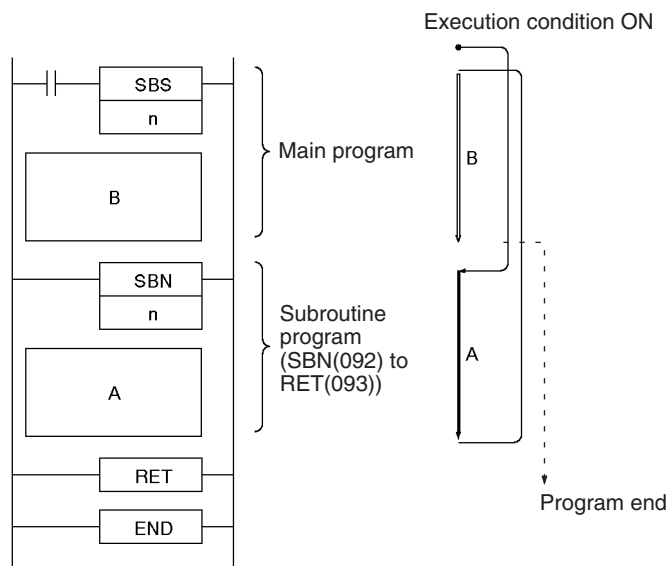 Execution condition ON
SBS
n
B
Main program
B
SBN
n
Subroutine
program
(SBN(092) to
RET(093))
A
A
RET
END
Program end